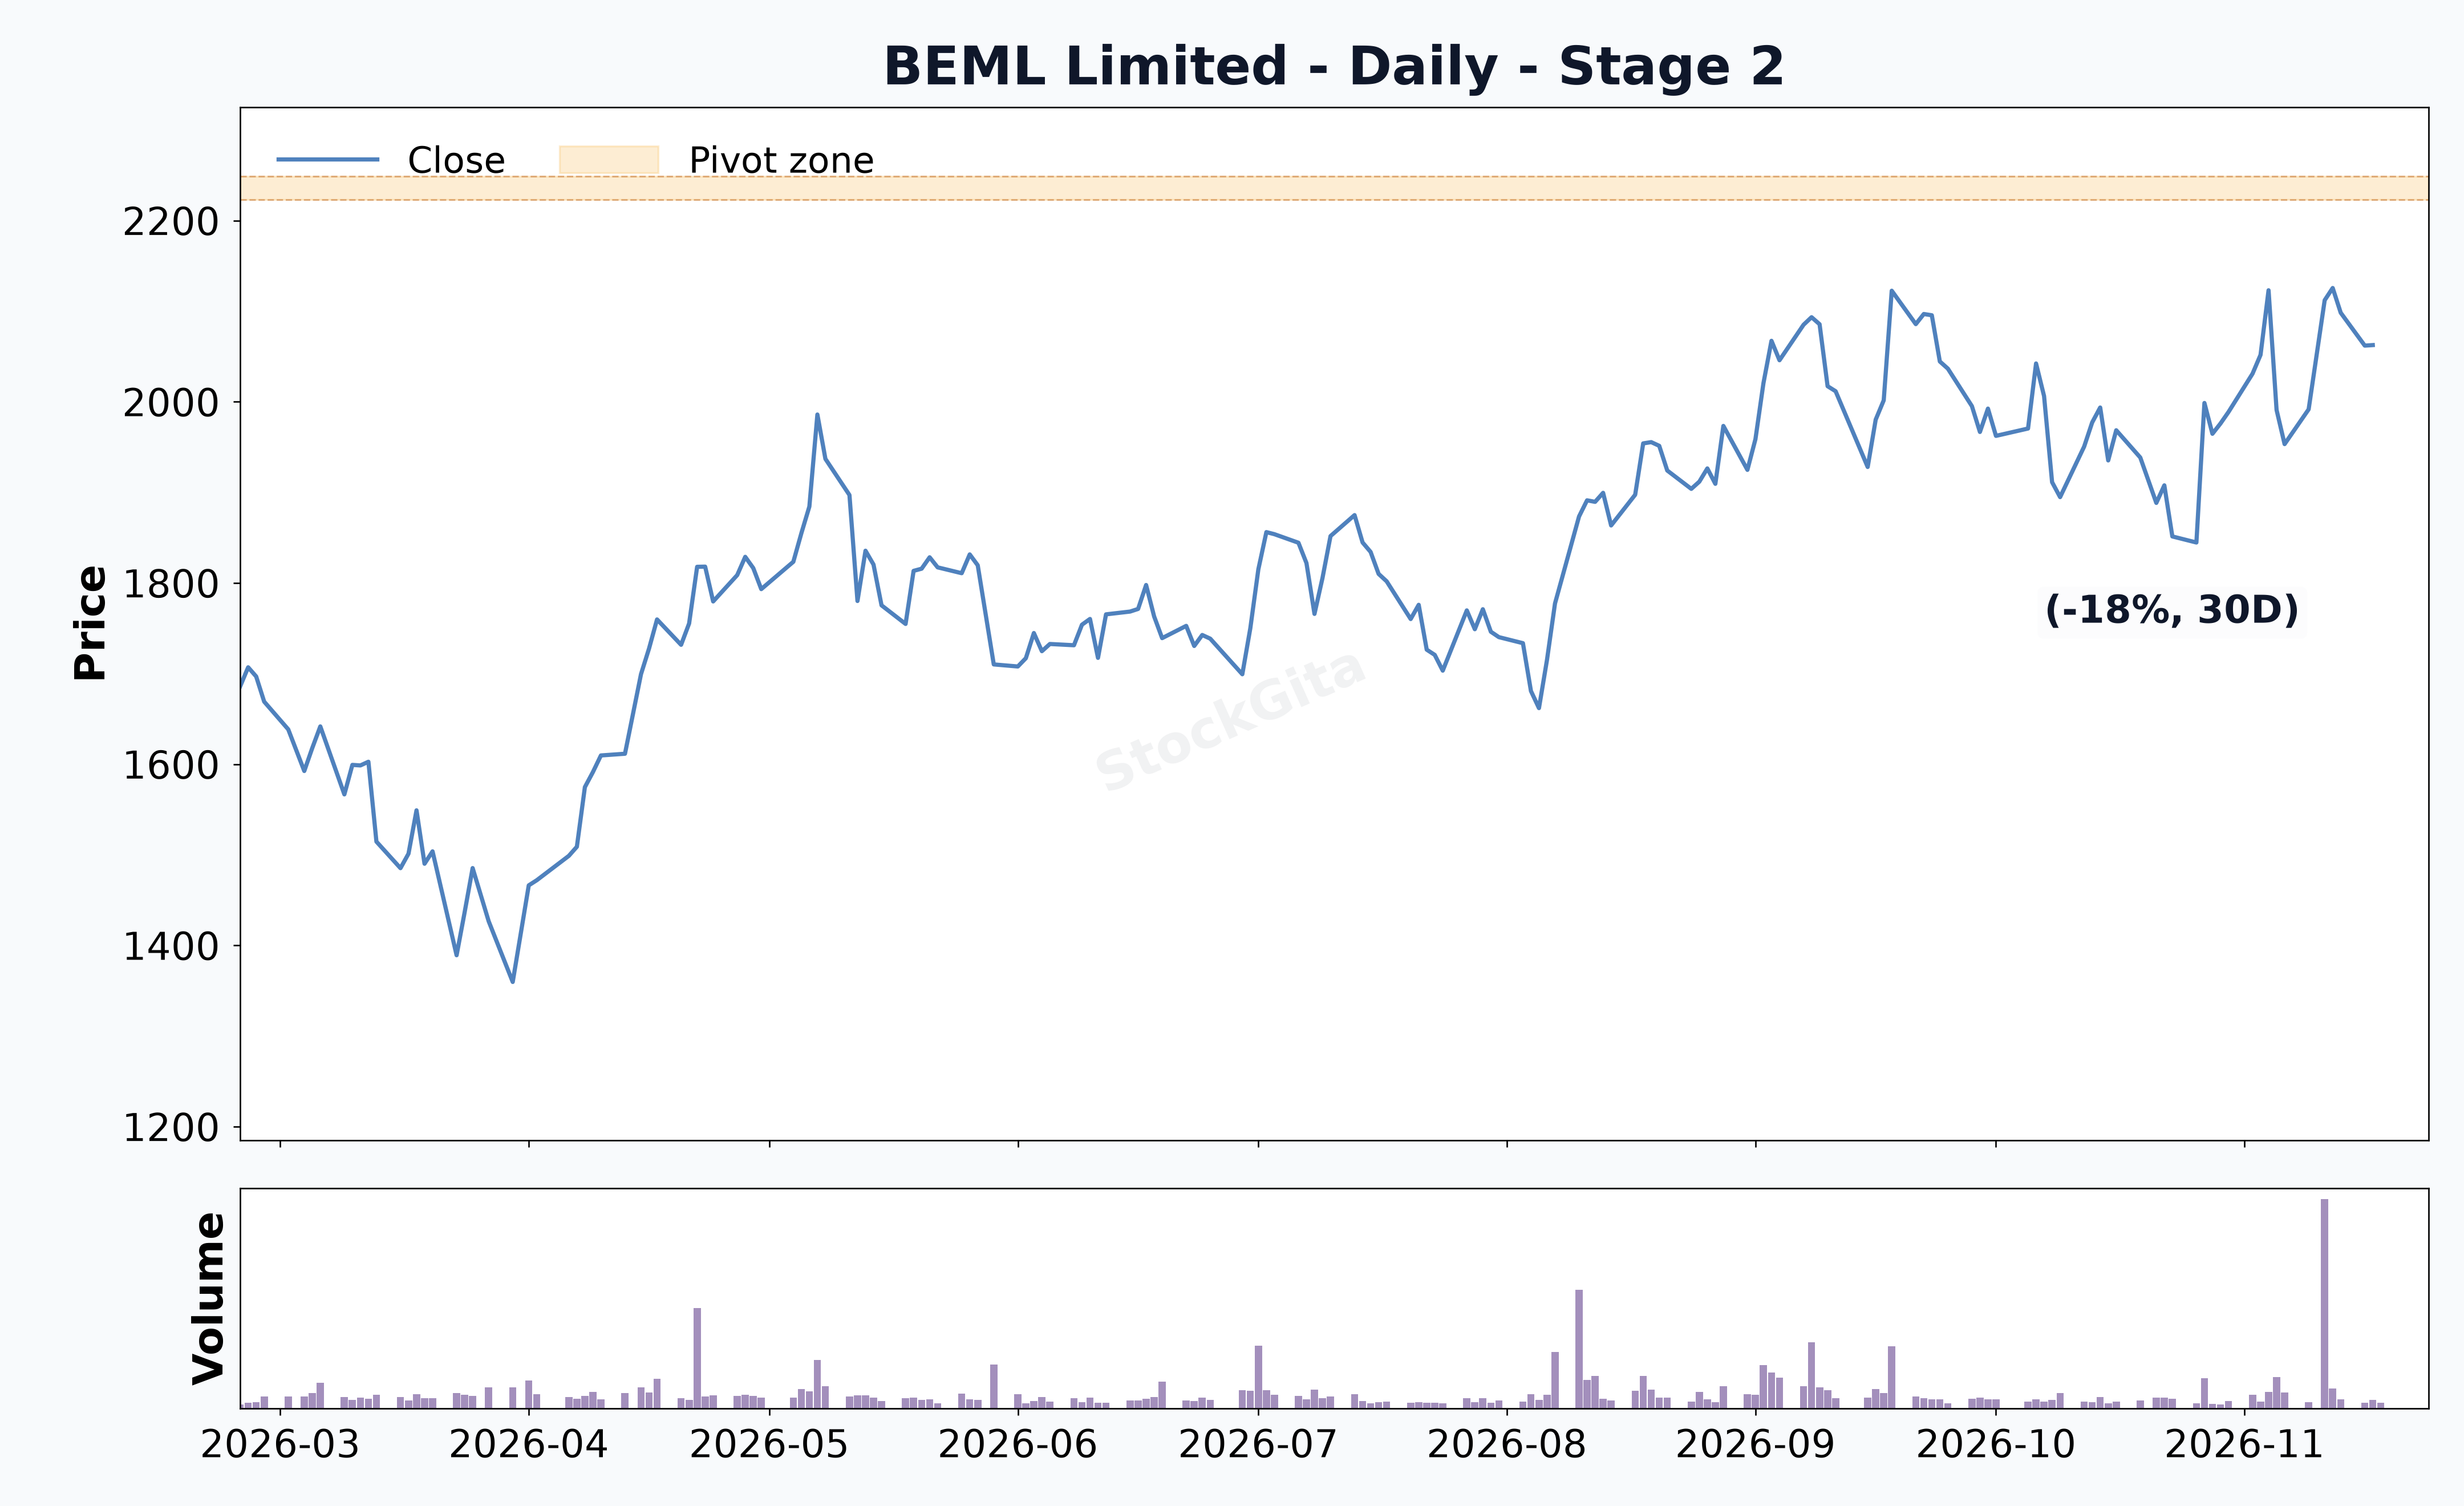 BEML Limited - Daily - Stage 2
Close
Pivot zone
2200
2000
1800
1600
1400
1200
Price
(-18%, 30D)
StockGita
Volume
2026-03
2026-04
2026-05
2026-06
2026-07
2026-08
2026-09
2026-10
2026-11